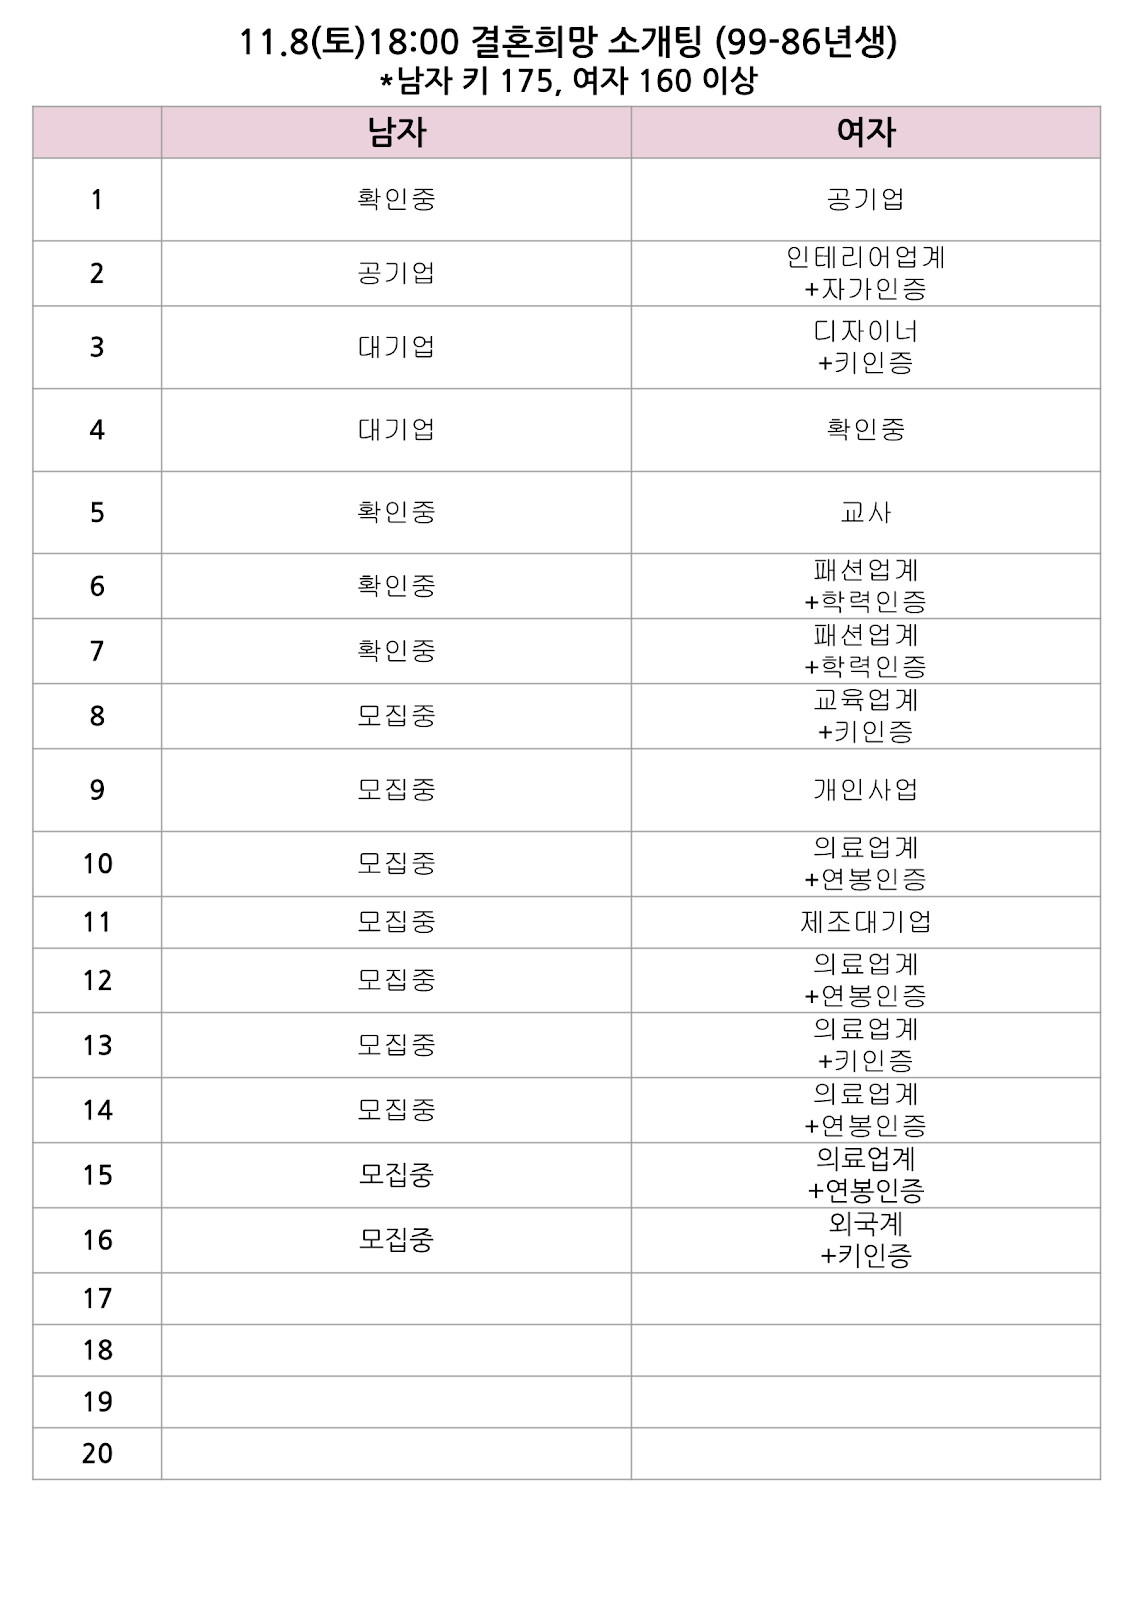 11.8(토)18:00 결혼희망 소개팅 (99-86년생)
*남자 키 175, 여자 160 이상
남자 여자
1 확인중 공기업
2 공기업 인테리어업계
+자가인증
3 대기업 디자이너
+키인증
4 대기업 확인중
5 확인중 교사
6 확인중 패션업계
+학력인증
7 확인중 패션업계
+학력인증
8 모집중 교육업계
+키인증
9 모집중 개인사업
10 모집중 의료업계
+연봉인증
11 모집중 제조대기업
12 모집중 의료업계
+연봉인증
13 모집중 의료업계
+키인증
14 모집중 의료업계
+연봉인증
15 모집중 의료업계
+연봉인증
16 모집중 외국계
+키인증
17
18
19
20